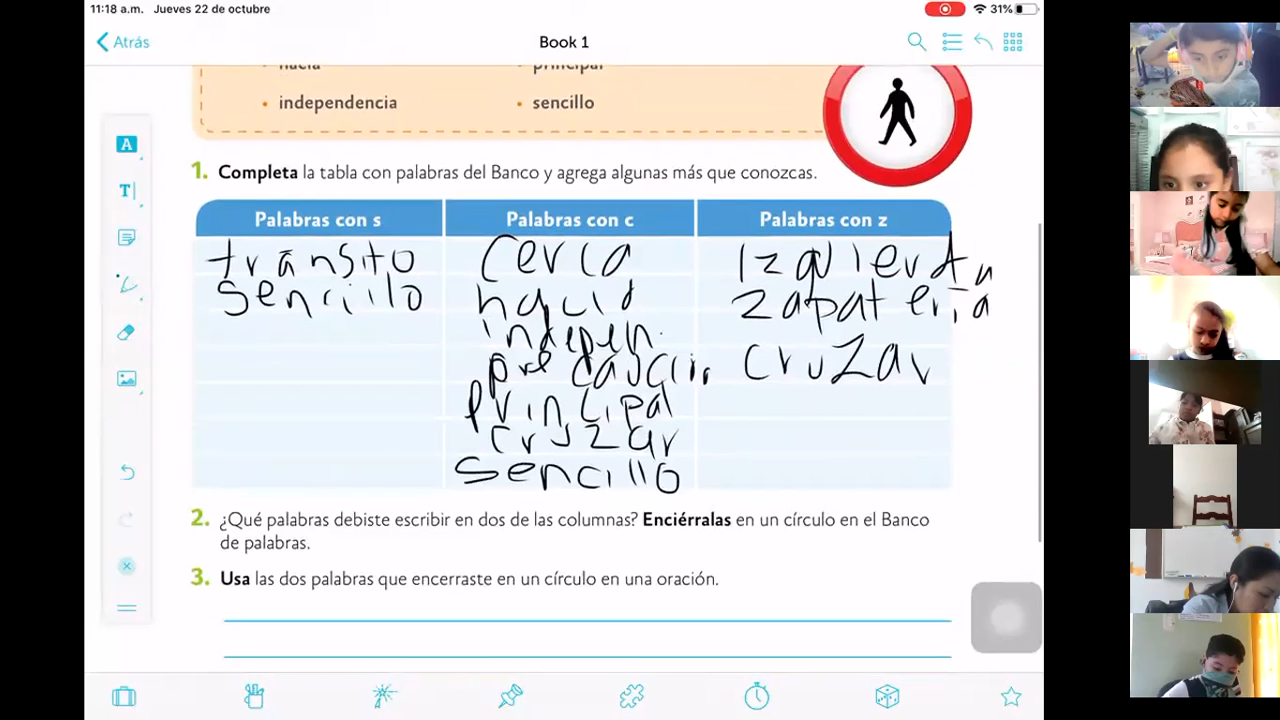 11:18 a.m. Jueves 22 de octubre
31%
Atrás
Book 1
hacia principal
independencia sencillo
1. Completa la tabla con palabras del Banco y agrega algunas más que conozcas.
Palabras con s Palabras con c Palabras con z
tránsito cerca izquierda
sencillo hacia zapatería
indepen.
precaución cruzar
principal
cruzar
sencillo
2. ¿Qué palabras debiste escribir en dos de las columnas? Enciérralas en un círculo en el Banco
de palabras.
3. Usa las dos palabras que encerraste en un círculo en una oración.